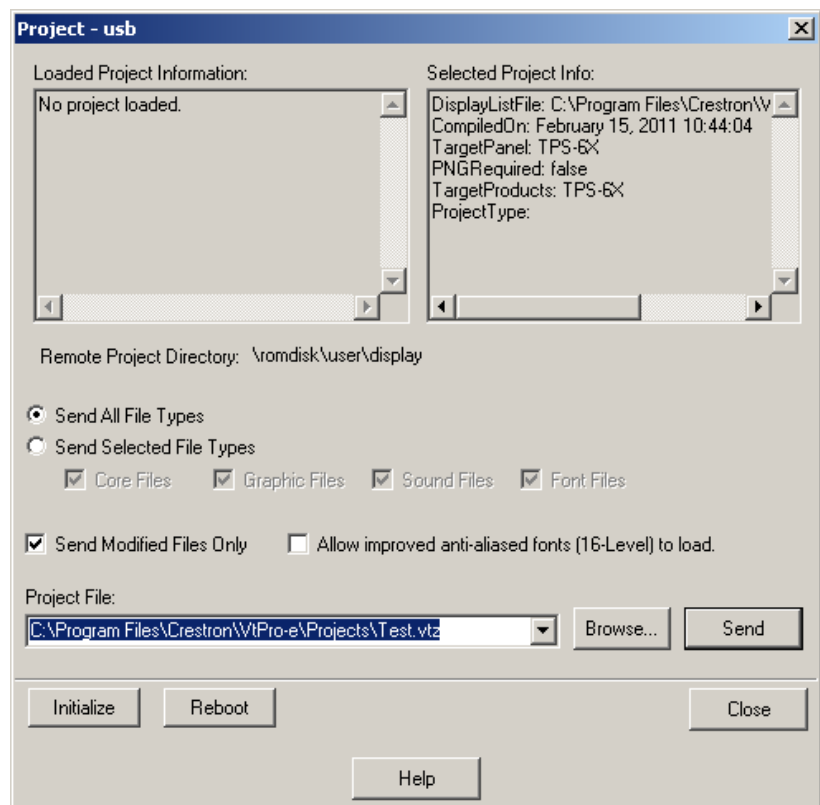 Project - usb
Loaded Project Information:
No project loaded.
Selected Project Info:
DisplayListFile: C:\Program Files\Crestron\V
CompiledOn: February 15, 2011 10:44:04
TargetPanel: TPS-6X
PNGRequired: false
TargetProducts: TPS-6X
ProjectType:
Remote Project Directory: \romdisk\user\display
Send All File Types
Send Selected File Types
Core Files Graphic Files Sound Files Font Files
Send Modified Files Only Allow improved anti-aliased fonts (16-Level) to load.
Project File:
C:\Program Files\Crestron\VtPro-e\Projects\Test.vtz Browse... Send
Initialize Reboot Close
Help